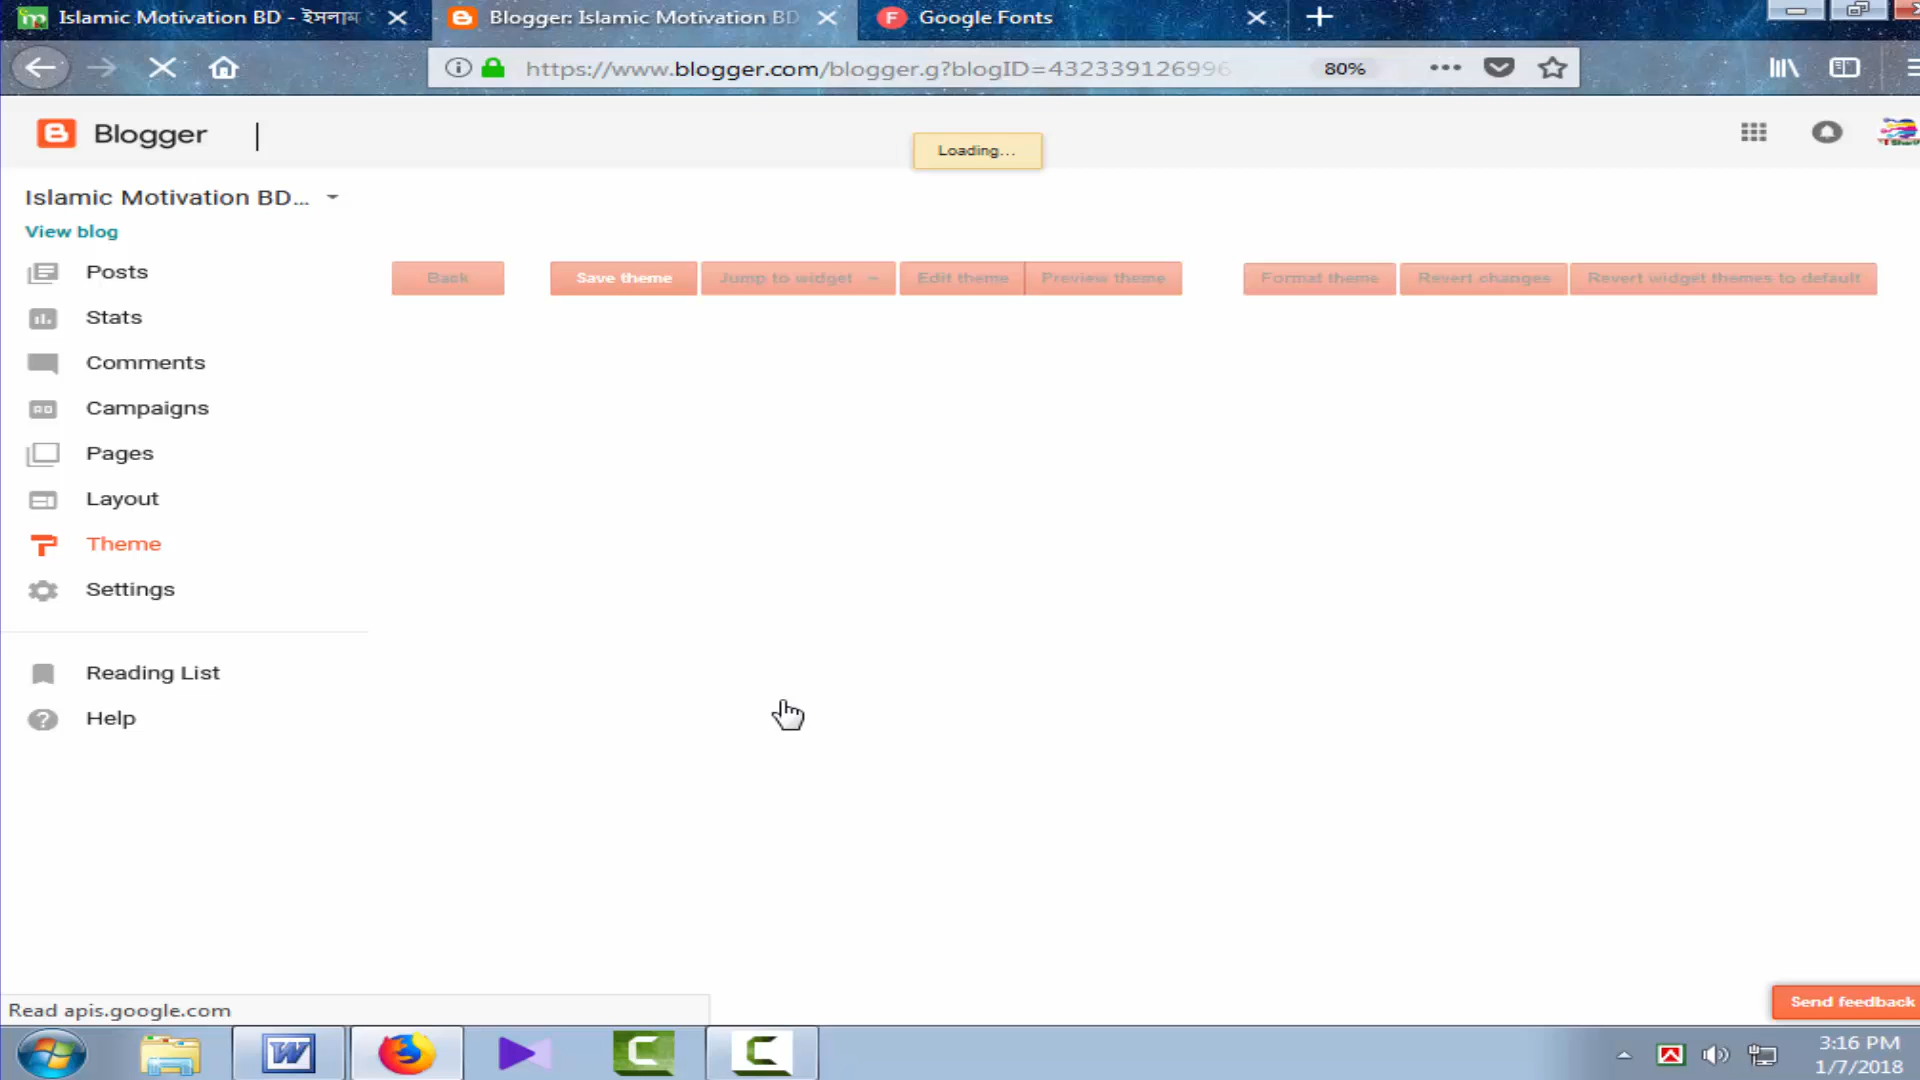 Islamic Motivation BD - ইসলাম
Blogger: Islamic Motivation BD
Google Fonts
https://www.blogger.com/blogger.g?blogID=432339126996
80%
Blogger
Loading...
Islamic Motivation BD...
View blog
Posts
Stats
Comments
Campaigns
Pages
Layout
Theme
Settings
Reading List
Help
Back
Save theme
Jump to widget
Edit theme
Preview theme
Format theme
Revert changes
Revert widget themes to default
Send feedback
Read apis.google.com
3:16 PM
1/7/2018